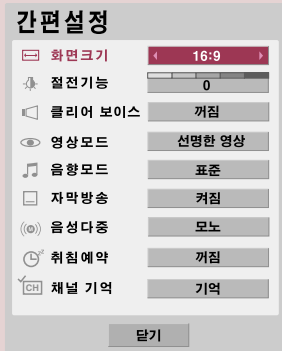 간편설정
화면크기 16:9
절전기능 0
클리어 보이스 꺼짐
영상모드 선명한 영상
음향모드 표준
자막방송 켜짐
음성다중 모노
취침예약 꺼짐
CH 채널 기억 기억
닫기